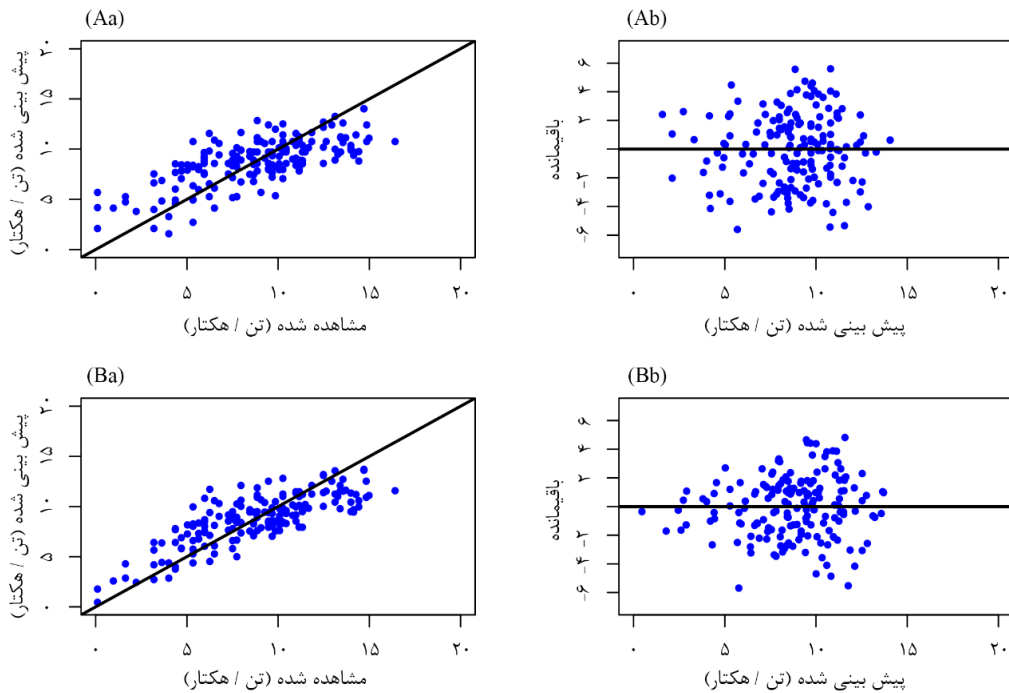 (Aa)
پیش بینی شده (تن / هکتار)
۰ ۵ ۱۰ ۱۵ ۲۰
۰ ۵ ۱۰ ۱۵ ۲۰
مشاهده شده (تن / هکتار)
(Ab)
باقیمانده
-۶ -۴ -۲ ۲ ۴ ۶
۰ ۵ ۱۰ ۱۵ ۲۰
پیش بینی شده (تن / هکتار)
(Ba)
پیش بینی شده (تن / هکتار)
۰ ۵ ۱۰ ۱۵ ۲۰
۰ ۵ ۱۰ ۱۵ ۲۰
مشاهده شده (تن / هکتار)
(Bb)
باقیمانده
-۶ -۴ -۲ ۲ ۴ ۶
۰ ۵ ۱۰ ۱۵ ۲۰
پیش بینی شده (تن / هکتار)